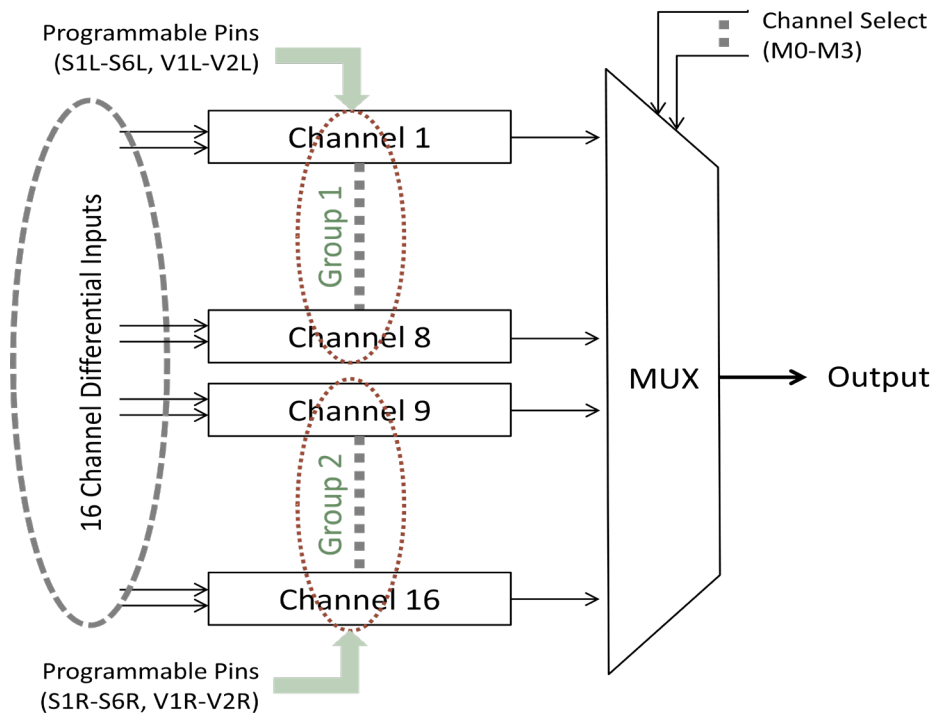 Programmable Pins
(S1L-S6L, V1L-V2L)
Channel Select
(M0-M3)
16 Channel Differential Inputs
Channel 1
Group 1
Channel 8
Channel 9
Group 2
Channel 16
MUX
Output
Programmable Pins
(S1R-S6R, V1R-V2R)